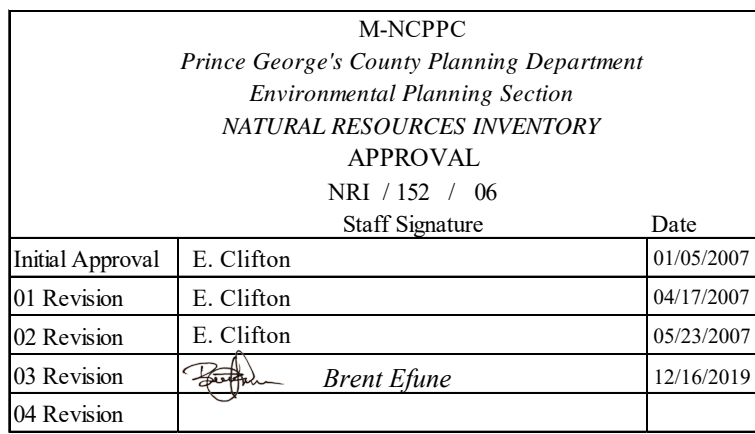 M-NCPPC
Prince George's County Planning Department
Environmental Planning Section
NATURAL RESOURCES INVENTORY
APPROVAL
NRI / 152 / 06
Staff Signature Date
Initial Approval E. Clifton 01/05/2007
01 Revision E. Clifton 04/17/2007
02 Revision E. Clifton 05/23/2007
03 Revision Brent Efune 12/16/2019
04 Revision